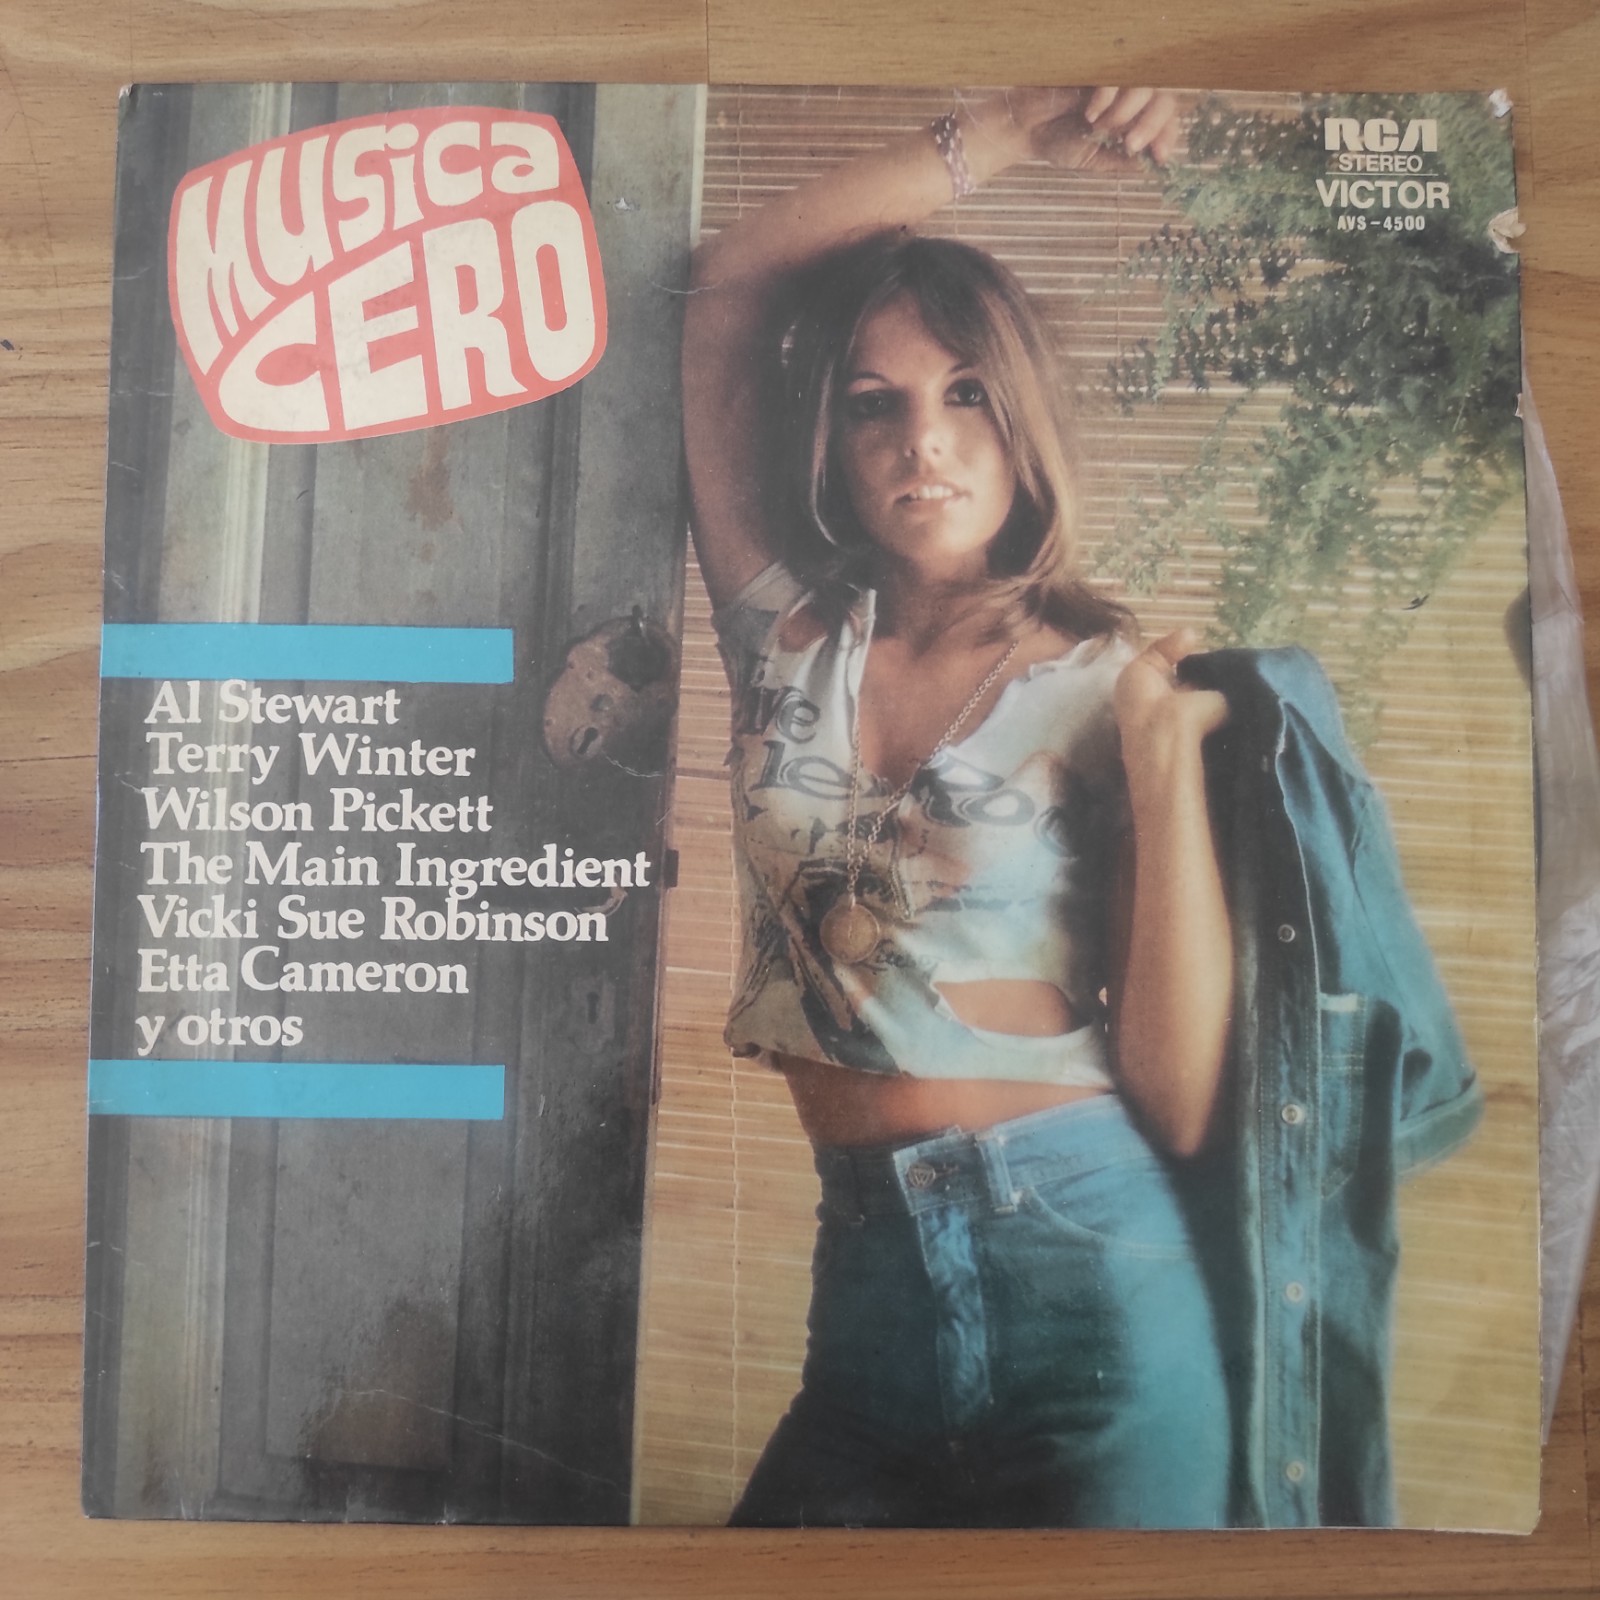 MUSiCa
CERO
RCA
STEREO
VICTOR
AVS-4500
Al Stewart
Terry Winter
Wilson Pickett
The Main Ingredient
Vicki Sue Robinson
Etta Cameron
y otros